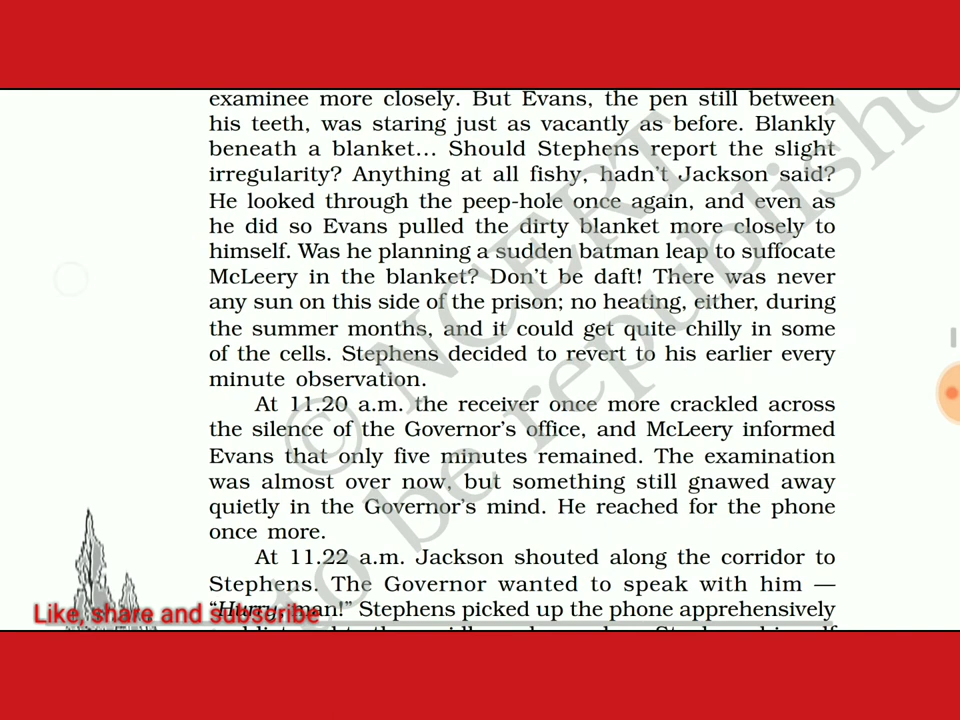 examinee more closely. But Evans, the pen still between
his teeth, was staring just as vacantly as before. Blankly
beneath a blanket... Should Stephens report the slight
irregularity? Anything at all fishy, hadn't Jackson said?
He looked through the peep-hole once again, and even as
he did so Evans pulled the dirty blanket more closely to
himself. Was he planning a sudden batman leap to suffocate
McLeery in the blanket? Don't be daft! There was never
any sun on this side of the prison; no heating, either, during
the summer months, and it could get quite chilly in some
of the cells. Stephens decided to revert to his earlier every
minute observation.
At 11.20 a.m. the receiver once more crackled across
the silence of the Governor's office, and McLeery informed
Evans that only five minutes remained. The examination
was almost over now, but something still gnawed away
quietly in the Governor's mind. He reached for the phone
once more.
At 11.22 a.m. Jackson shouted along the corridor to
Stephens. The Governor wanted to speak with him —
“Hurry, man!” Stephens picked up the phone apprehensively
Like, share and subscribe
© NCERT
to be republished